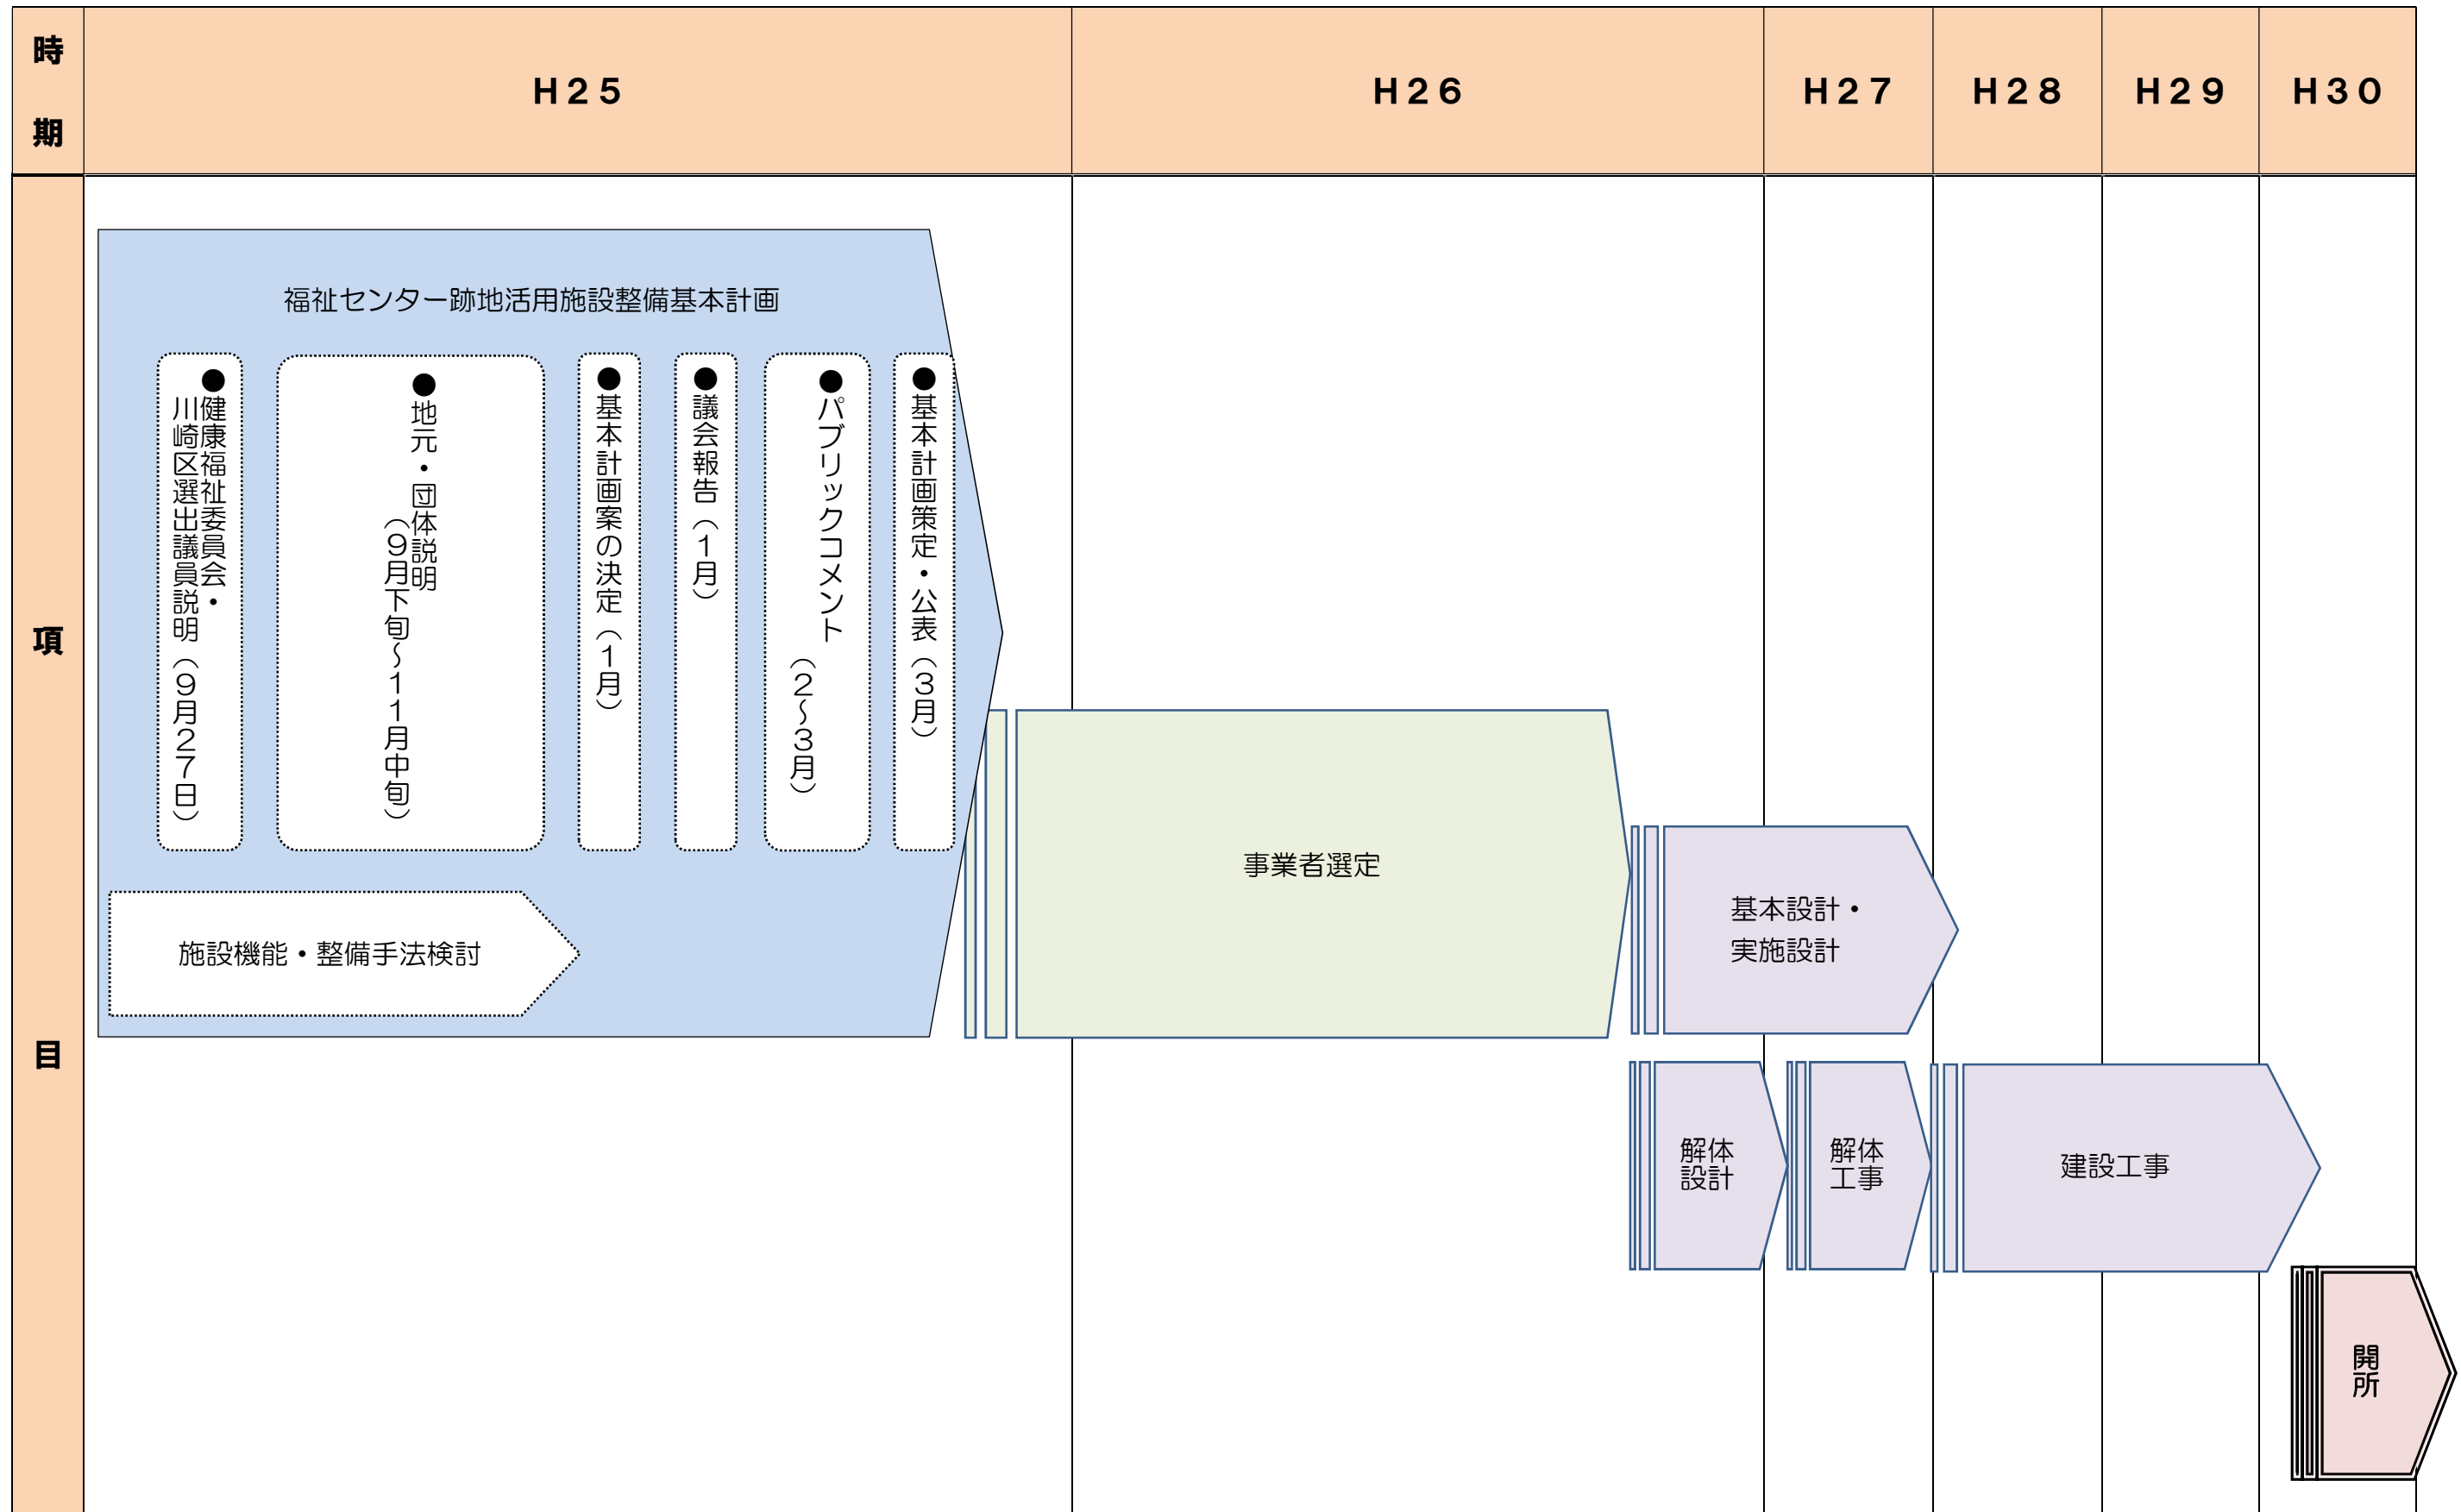 時期
Ｈ２５
Ｈ２６
Ｈ２７
Ｈ２８
Ｈ２９
Ｈ３０
項目
福祉センター跡地活用施設整備基本計画
●健康福祉委員会・
川崎区選出議員説明（９月２７日）
●地元・団体説明
（９月下旬～１１月中旬）
●基本計画案の決定（１月）
●議会報告（１月）
●パブリックコメント
（２～３月）
●基本計画策定・公表（３月）
施設機能・整備手法検討
事業者選定
基本設計・
実施設計
解体
設計
解体
工事
建設工事
開所